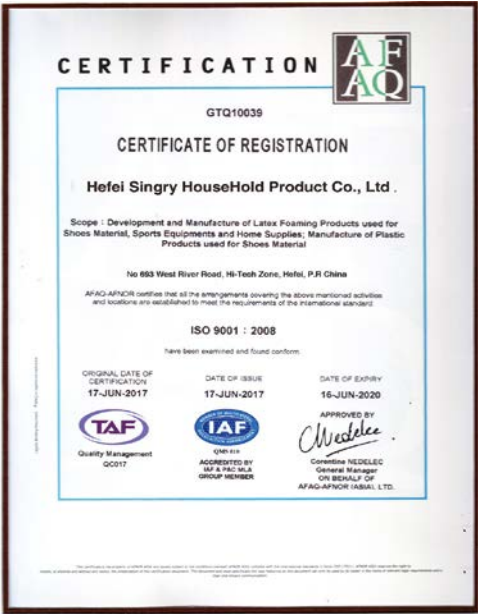 CERTIFICATION
AF
AQ
GTQ10039
CERTIFICATE OF REGISTRATION
Hefei Singry HouseHold Product Co., Ltd .
Scope : Development and Manufacture of Latex Foaming Products used for
Shoes Material, Sports Equipments and Home Supplies; Manufacture of Plastic
Products used for Shoes Material
No 693 West River Road, Hi-Tech Zone, Hefei, P.R China
AFAQ-AFNOR certifies that all the arrangements covering the above mentioned activities
and locations are established to meet the requirements of the international standard
ISO 9001 : 2008
have been examined and found conform.
ORIGINAL DATE OF
CERTIFICATION
17-JUN-2017
DATE OF ISSUE
17-JUN-2017
DATE OF EXPIRY
16-JUN-2020
TAF
Quality Management
QC017
IAF
QMS 010
ACCREDITED BY
IAF & PAC MLA
GROUP MEMBER
APPROVED BY
Corentine NEDELEC
General Manager
ON BEHALF OF
AFAQ-AFNOR (ASIA), LTD.